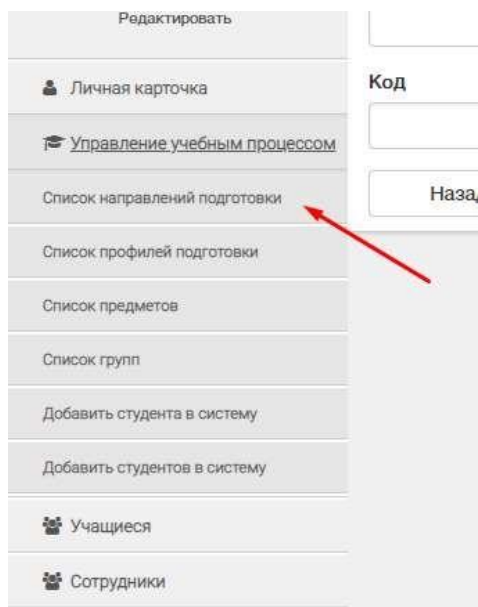 Редактировать
Личная карточка
Код
Управление учебным процессом
Список направлений подготовки
Список профилей подготовки
Список предметов
Список групп
Добавить студента в систему
Добавить студентов в систему
Учащиеся
Сотрудники